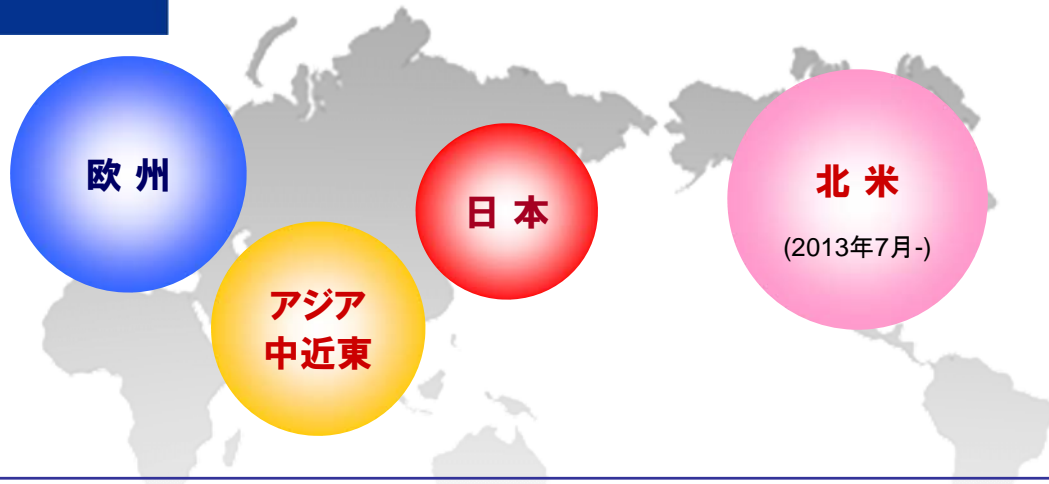 欧 州
日 本
北 米
(2013年7月-)
アジア
中近東